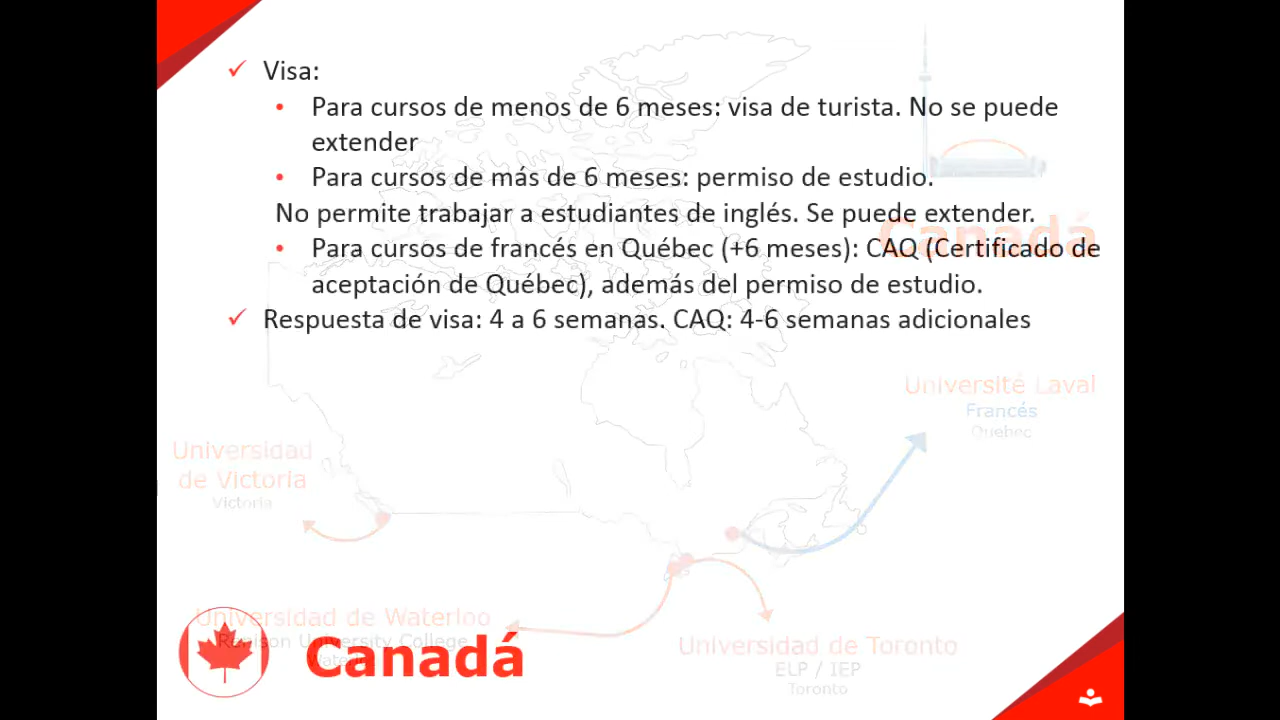 Visa:
Para cursos de menos de 6 meses: visa de turista. No se puede
extender
Para cursos de más de 6 meses: permiso de estudio.
No permite trabajar a estudiantes de inglés. Se puede extender.
Canadá
Para cursos de francés en Québec (+6 meses): CAQ (Certificado de
aceptación de Québec), además del permiso de estudio.
Respuesta de visa: 4 a 6 semanas. CAQ: 4-6 semanas adicionales
Université Laval
Francés
Quebec
Universidad
de Victoria
Victoria
Universidad de Waterloo
Renison University College
Waterloo
Canadá
Universidad de Toronto
ELP / IEP
Toronto